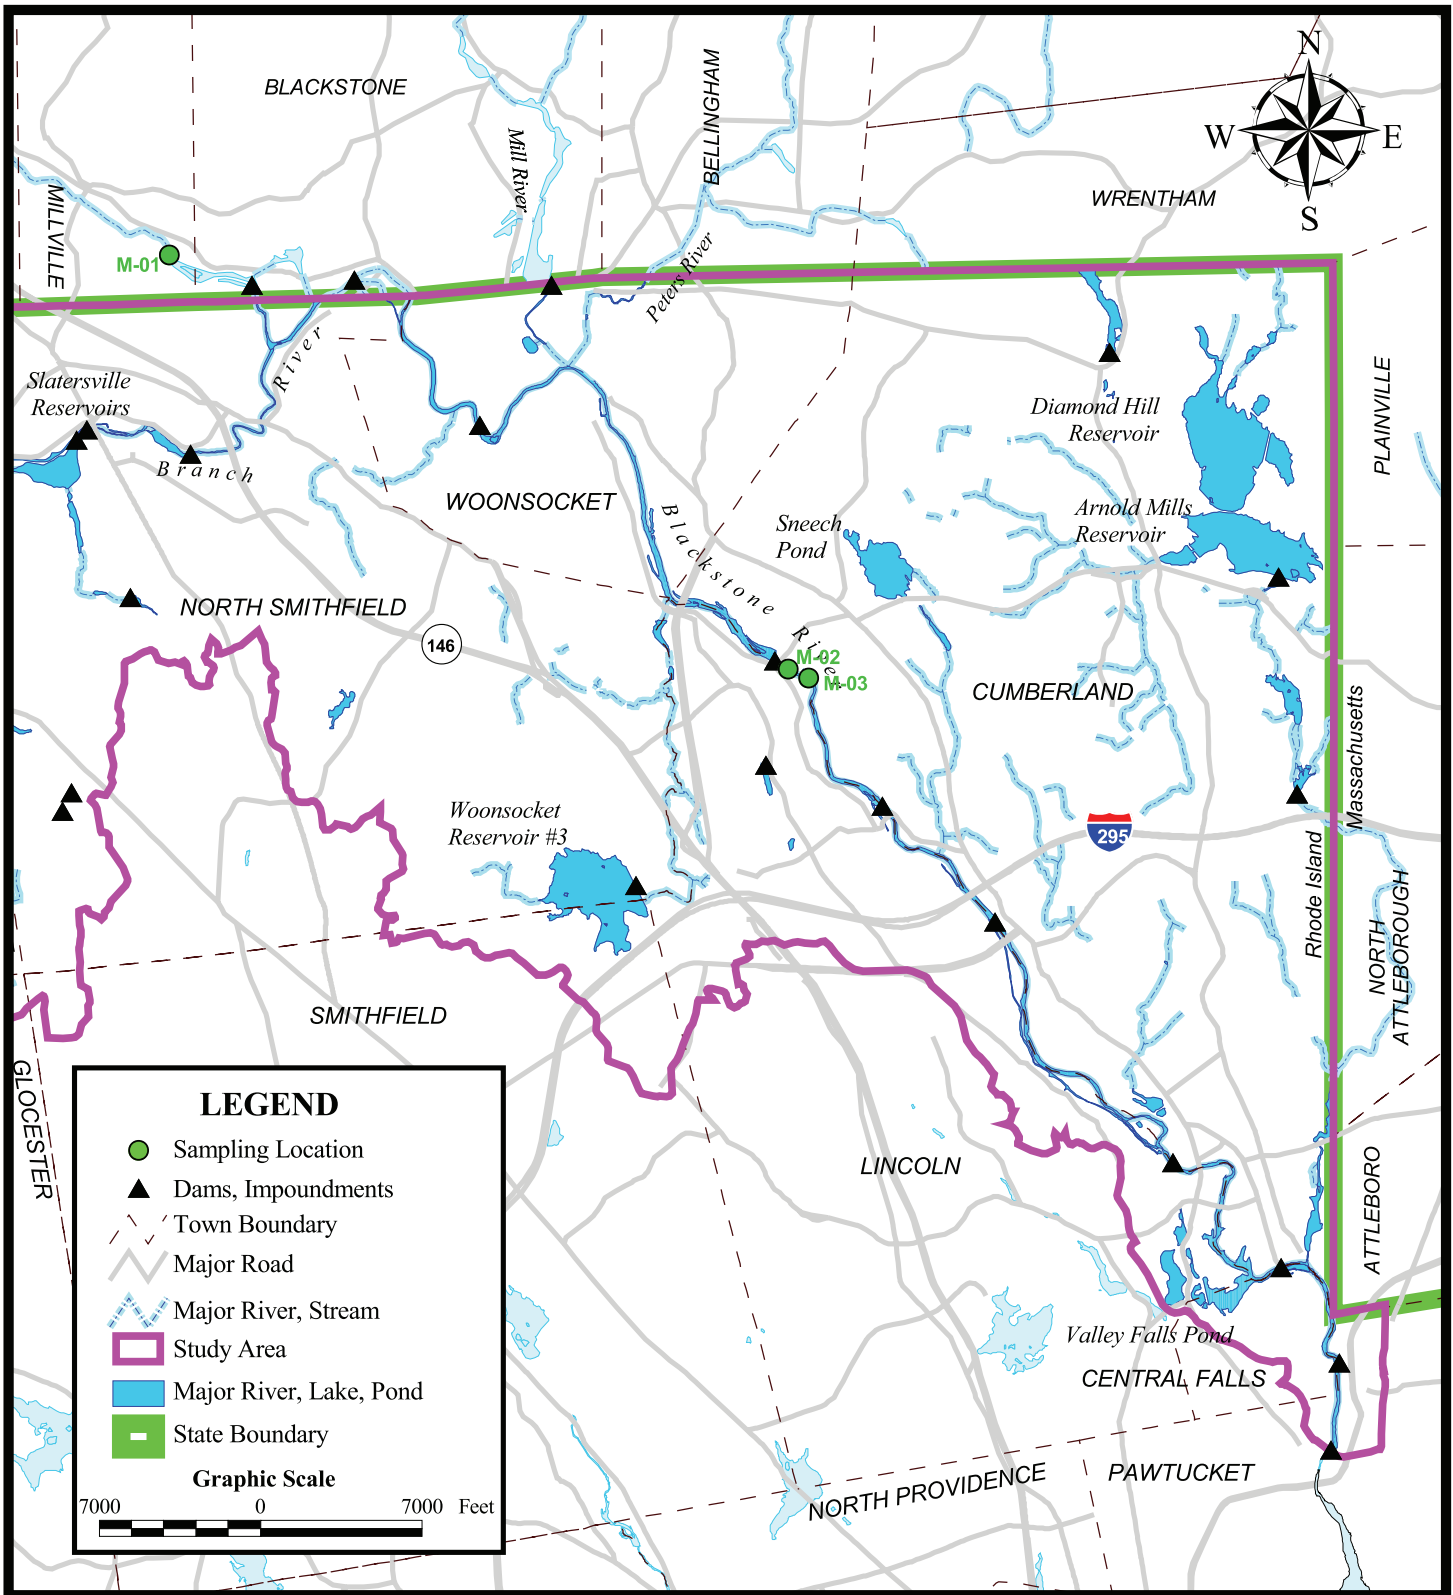 N
W
E
S
BLACKSTONE
BELLINGHAM
Mill River
MILLVILLE
WRENTHAM
M-01
Peters River
River
Slatersville
Reservoirs
Branch
PLAINVILLE
Diamond Hill
Reservoir
WOONSOCKET
Arnold Mills
Reservoir
Sneech
Pond
Blackstone
River
NORTH SMITHFIELD
146
M-02
M-03
CUMBERLAND
Massachusetts
Rhode Island
Woonsocket
Reservoir #3
295
NORTH
ATTLEBOROUGH
SMITHFIELD
GLOCESTER
LINCOLN
ATTLEBORO
Valley Falls Pond
CENTRAL FALLS
PAWTUCKET
NORTH PROVIDENCE
LEGEND
Sampling Location
Dams, Impoundments
Town Boundary
Major Road
Major River, Stream
Study Area
Major River, Lake, Pond
State Boundary
Graphic Scale
7000 0 7000 Feet